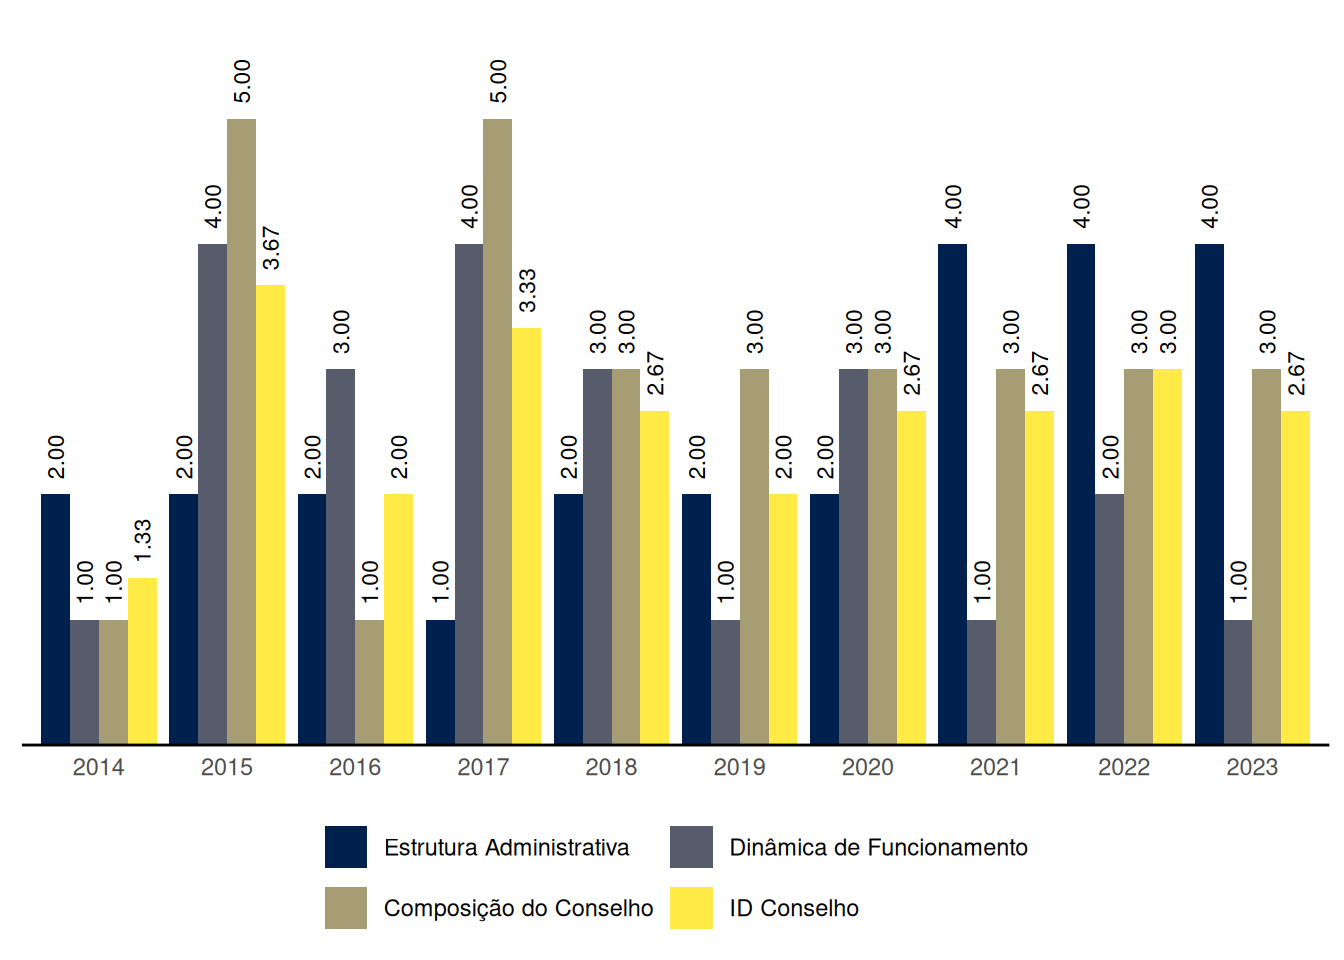 5.00 5.00
4.00 4.00 4.00 4.00 4.00
3.67
3.33
3.00 3.00 3.00 3.00 3.00 3.00 3.00 3.00 3.00 3.00
2.67 2.67 2.67 2.67
2.00 2.00 2.00 2.00 2.00 2.00 2.00 2.00 2.00
1.33
1.00 1.00 1.00 1.00 1.00 1.00 1.00
2014 2015 2016 2017 2018 2019 2020 2021 2022 2023
Estrutura Administrativa Dinâmica de Funcionamento
Composição do Conselho ID Conselho